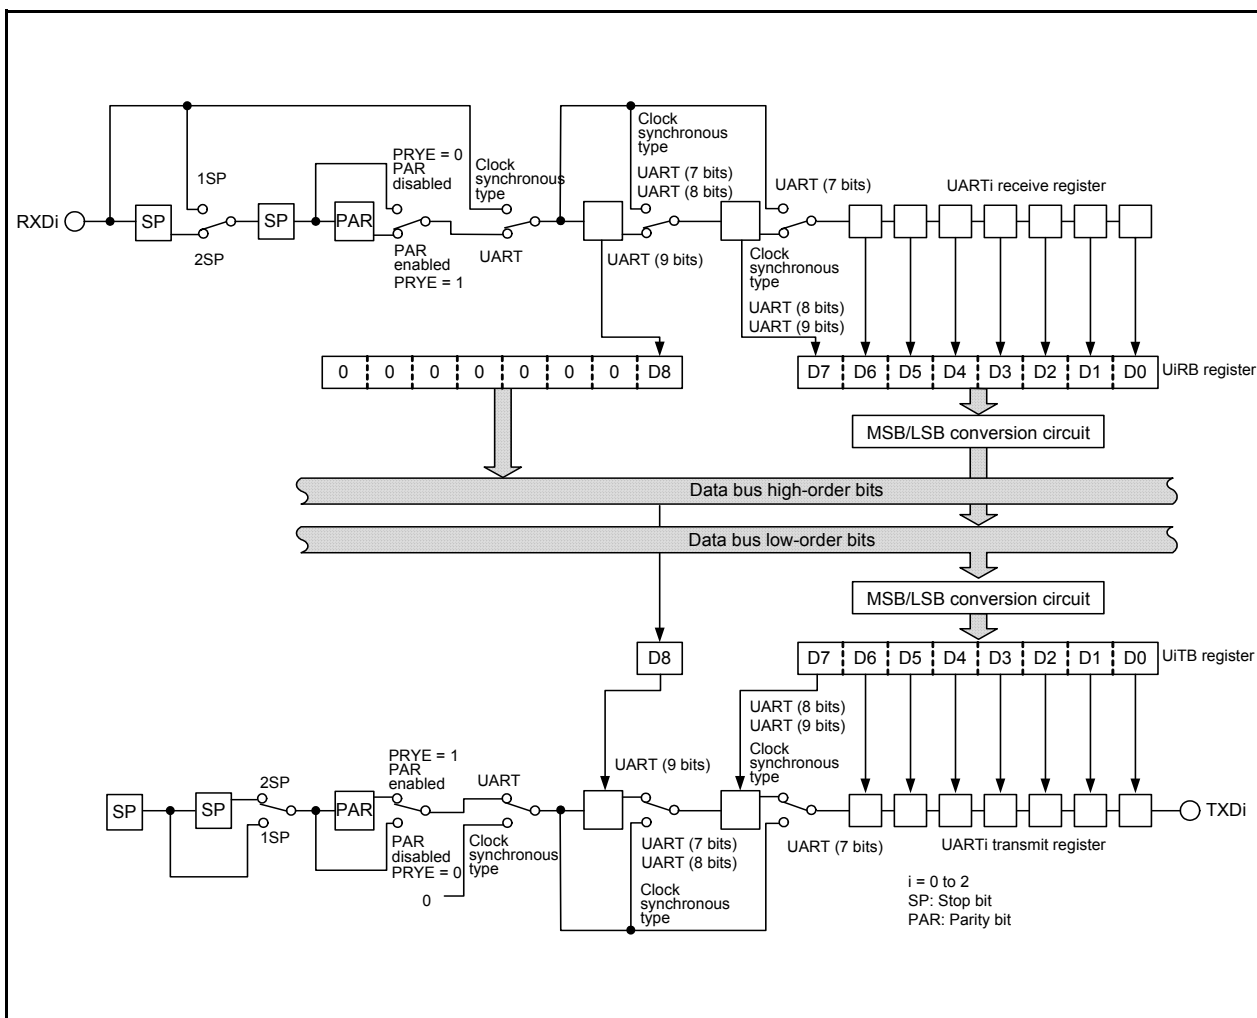 Clock
synchronous
type
PRYE = 0
PAR
disabled
Clock
synchronous
type
1SP
UART (7 bits)
UART (8 bits)
UART (7 bits)
UARTi receive register
RXDi
SP
SP
PAR
2SP
PAR
enabled
PRYE = 1
UART
UART (9 bits)
Clock
synchronous
type
UART (8 bits)
UART (9 bits)
0 0 0 0 0 0 0 D8
D7 D6 D5 D4 D3 D2 D1 D0
UiRB register
MSB/LSB conversion circuit
Data bus high-order bits
Data bus low-order bits
MSB/LSB conversion circuit
D8
D7 D6 D5 D4 D3 D2 D1 D0
UiTB register
UART (8 bits)
UART (9 bits)
PRYE = 1
PAR
enabled
UART
UART (9 bits)
Clock
synchronous
type
2SP
SP
SP
PAR
TXDi
1SP
PAR
disabled
PRYE = 0
Clock
synchronous
type
0
UART (7 bits)
UART (8 bits)
UART (7 bits)
UARTi transmit register
Clock
synchronous
type
i = 0 to 2
SP: Stop bit
PAR: Parity bit